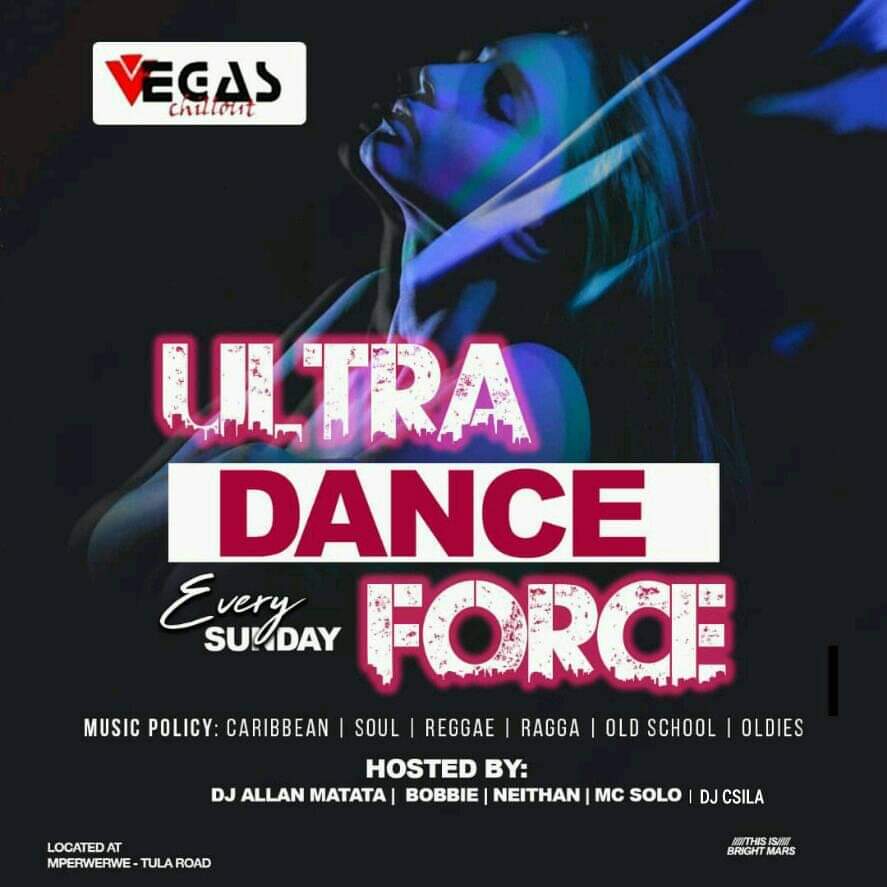 VEGAS
chillout
ULTRA
DANCE
Every
SUNDAY
FORCE
MUSIC POLICY: CARIBBEAN | SOUL | REGGAE | RAGGA | OLD SCHOOL | OLDIES
HOSTED BY:
DJ ALLAN MATATA | BOBBIE | NEITHAN | MC SOLO | DJ CSILA
LOCATED AT
MPERWERWE - TULA ROAD
/////THIS IS/////
BRIGHT MARS